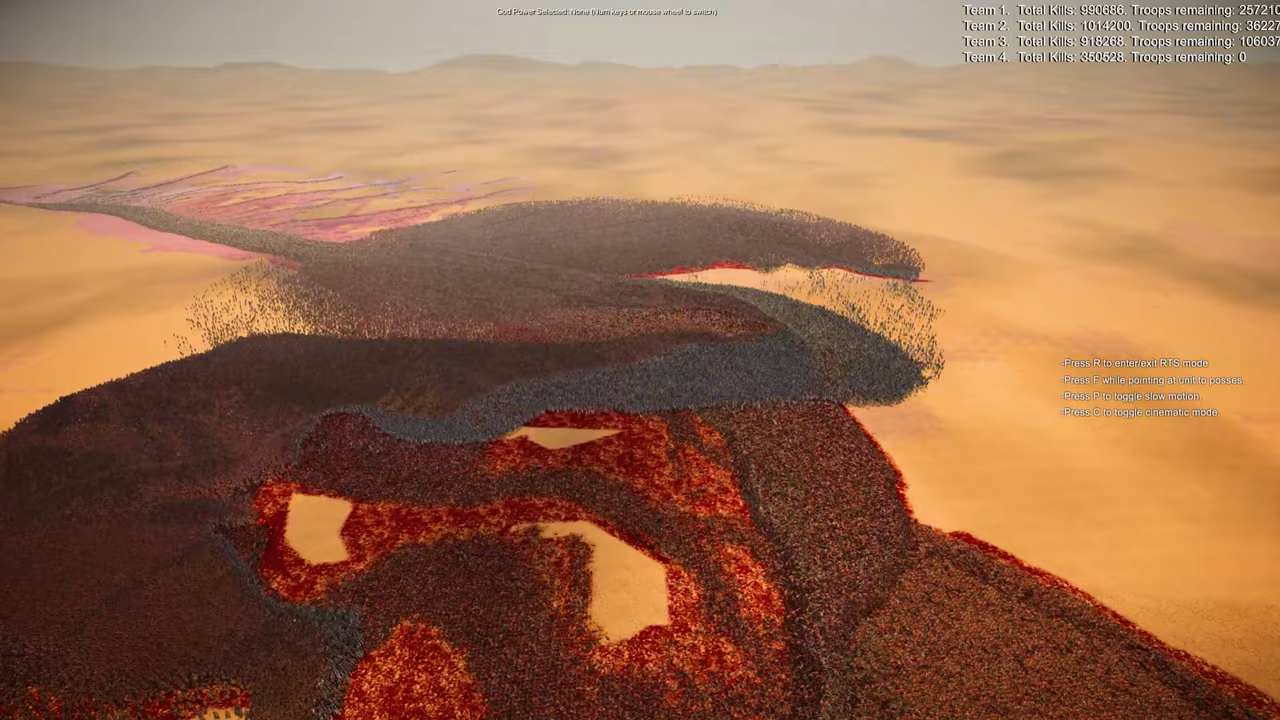 God Power Selected: None (Num keys or mouse wheel to switch)
Team 1. Total Kills: 990686. Troops remaining: 257210
Team 2. Total Kills: 1014200. Troops remaining: 36227
Team 3. Total Kills: 918268. Troops remaining: 106037
Team 4. Total Kills: 350528. Troops remaining: 0
-Press R to enter/exit RTS mode
-Press F while pointing at unit to posses.
-Press P to toggle slow motion.
-Press C to toggle cinematic mode.